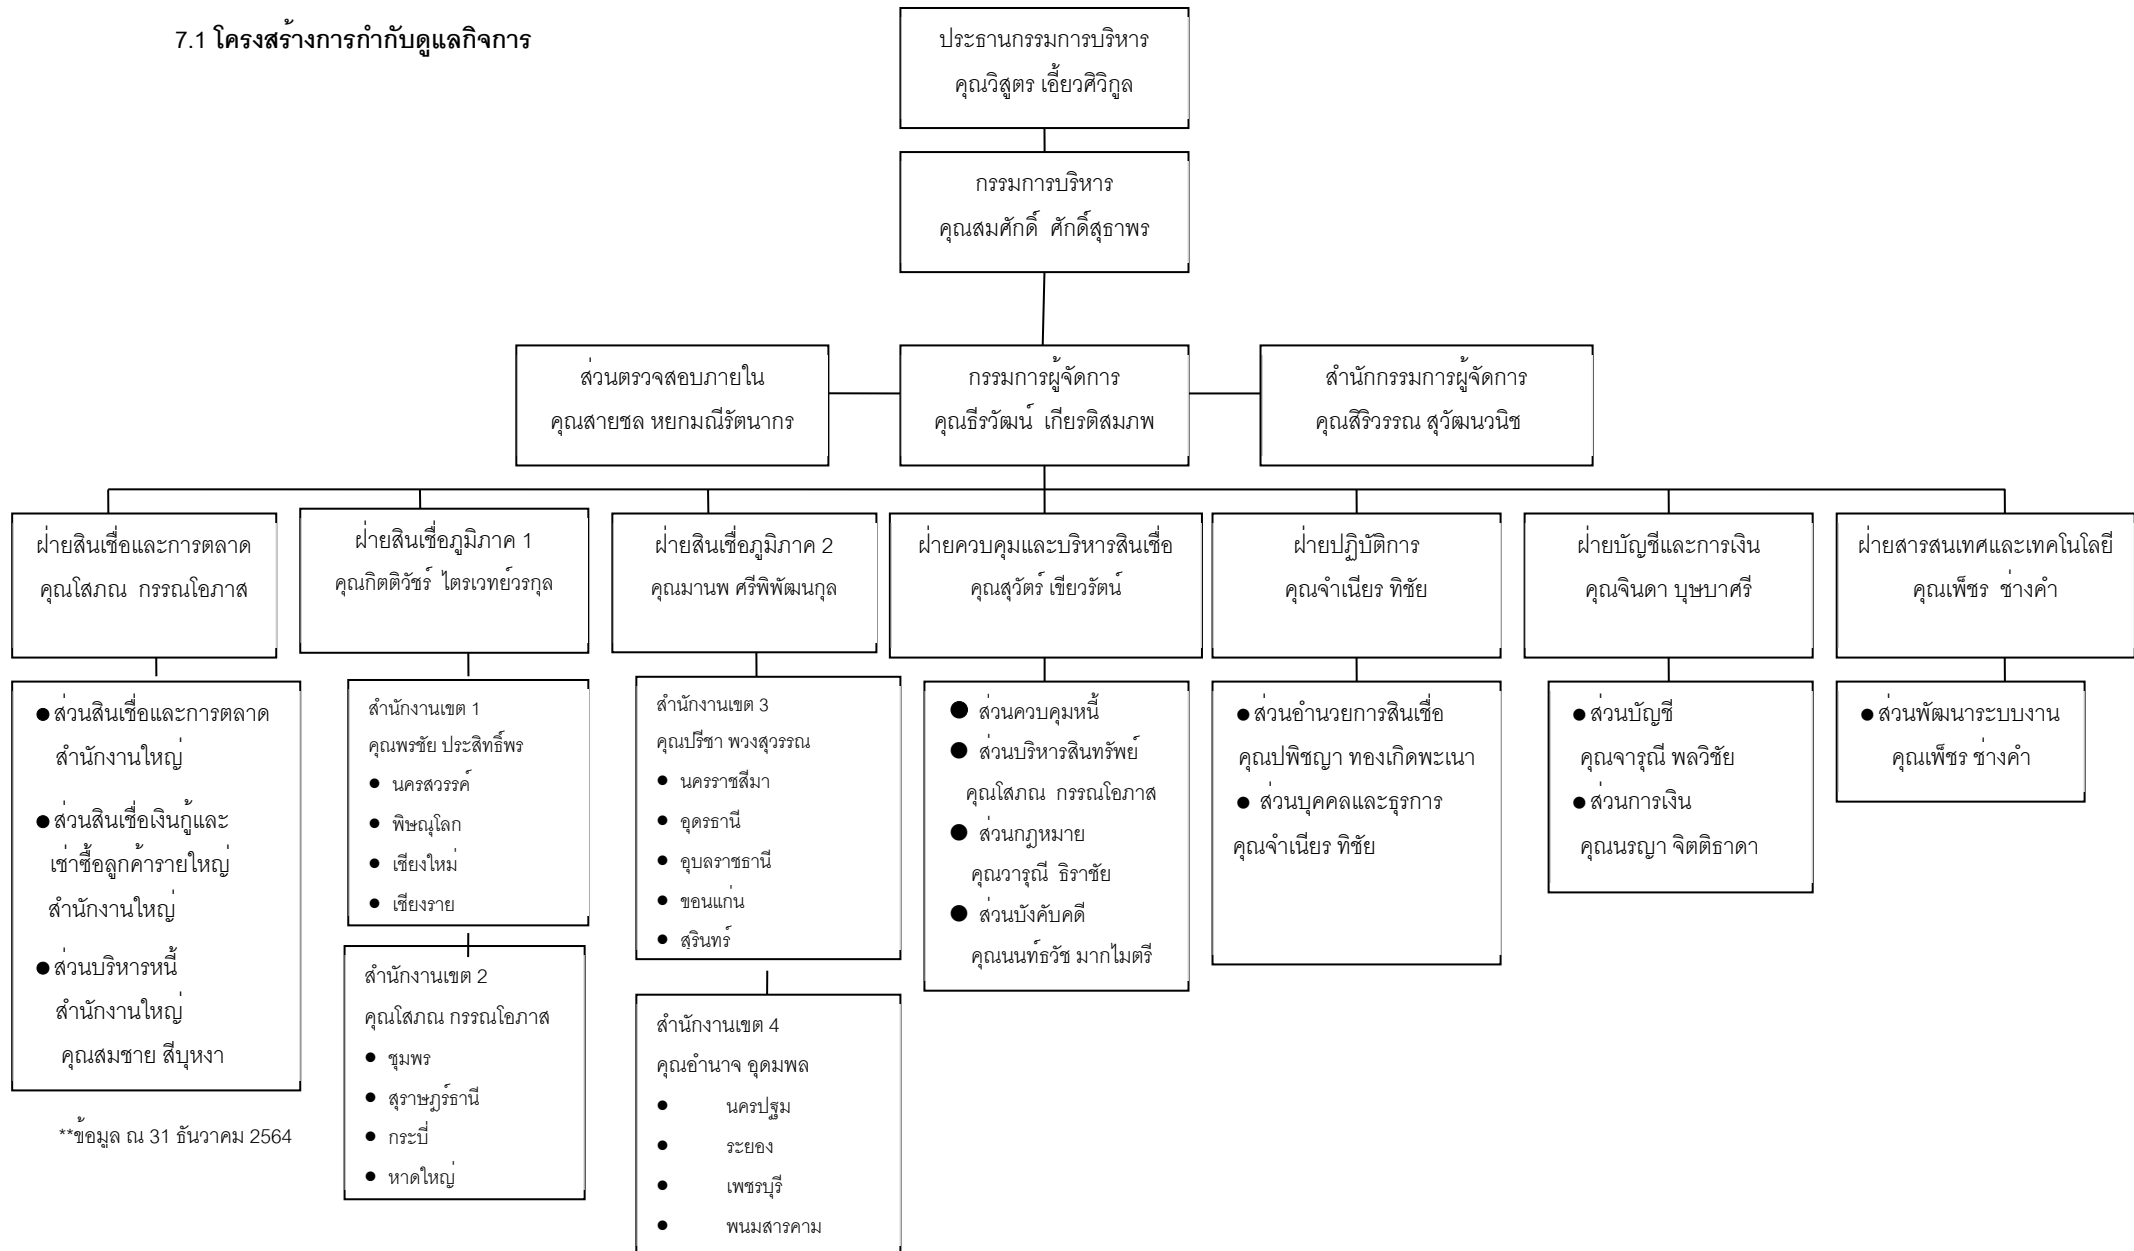 7.1 โครงสร้างการกำกับดูแลกิจการ
ประธานกรรมการบริหาร
คุณวิสูตร เอี้ยวศิวิกูล
กรรมการบริหาร
คุณสมศักดิ์ ศักดิ์สุธาพร
ส่วนตรวจสอบภายใน
คุณสายชล หยกมณีรัตนากร
กรรมการผู้จัดการ
คุณธีรวัฒน์ เกียรติสมภพ
สำนักกรรมการผู้จัดการ
คุณสิริวรรณ สุวัฒนวนิช
ฝ่ายสินเชื่อและการตลาด
คุณโสภณ กรรณโอภาส
ฝ่ายสินเชื่อภูมิภาค 1
คุณกิตติวัชร์ ไตรเวทย์วรกุล
ฝ่ายสินเชื่อภูมิภาค 2
คุณมานพ ศรีพิพัฒนกุล
ฝ่ายควบคุมและบริหารสินเชื่อ
คุณสุวัตร์ เขียวรัตน์
ฝ่ายปฏิบัติการ
คุณจำเนียร ทิชัย
ฝ่ายบัญชีและการเงิน
คุณจินดา บุษบาศรี
ฝ่ายสารสนเทศและเทคโนโลยี
คุณเพ็ชร ช่างคำ
● ส่วนสินเชื่อและการตลาด
สำนักงานใหญ่
● ส่วนสินเชื่อเงินกู้และ
เช่าซื้อลูกค้ารายใหญ่
สำนักงานใหญ่
● ส่วนบริหารหนี้
สำนักงานใหญ่
คุณสมชาย สีบุหงา
สำนักงานเขต 1
คุณพรชัย ประสิทธิ์พร
● นครสวรรค์
● พิษณุโลก
● เชียงใหม่
● เชียงราย
สำนักงานเขต 2
คุณโสภณ กรรณโอภาส
● ชุมพร
● สุราษฎร์ธานี
● กระบี่
● หาดใหญ่
สำนักงานเขต 3
คุณปรีชา พวงสุวรรณ
● นครราชสีมา
● อุดรธานี
● อุบลราชธานี
● ขอนแก่น
● สุรินทร์
สำนักงานเขต 4
คุณอำนาจ อุดมพล
● นครปฐม
● ระยอง
● เพชรบุรี
● พนมสารคาม
● ส่วนควบคุมหนี้
● ส่วนบริหารสินทรัพย์
คุณโสภณ กรรณโอภาส
● ส่วนกฎหมาย
คุณวารุณี ธิราชัย
● ส่วนบังคับคดี
คุณนนท์ธวัช มากไมตรี
● ส่วนอำนวยการสินเชื่อ
คุณปพิชญา ทองเกิดพะเนา
● ส่วนบุคคลและธุรการ
คุณจำเนียร ทิชัย
● ส่วนบัญชี
คุณจารุณี พลวิชัย
● ส่วนการเงิน
คุณนรญา จิตติธาดา
● ส่วนพัฒนาระบบงาน
คุณเพ็ชร ช่างคำ
**ข้อมูล ณ 31 ธันวาคม 2564